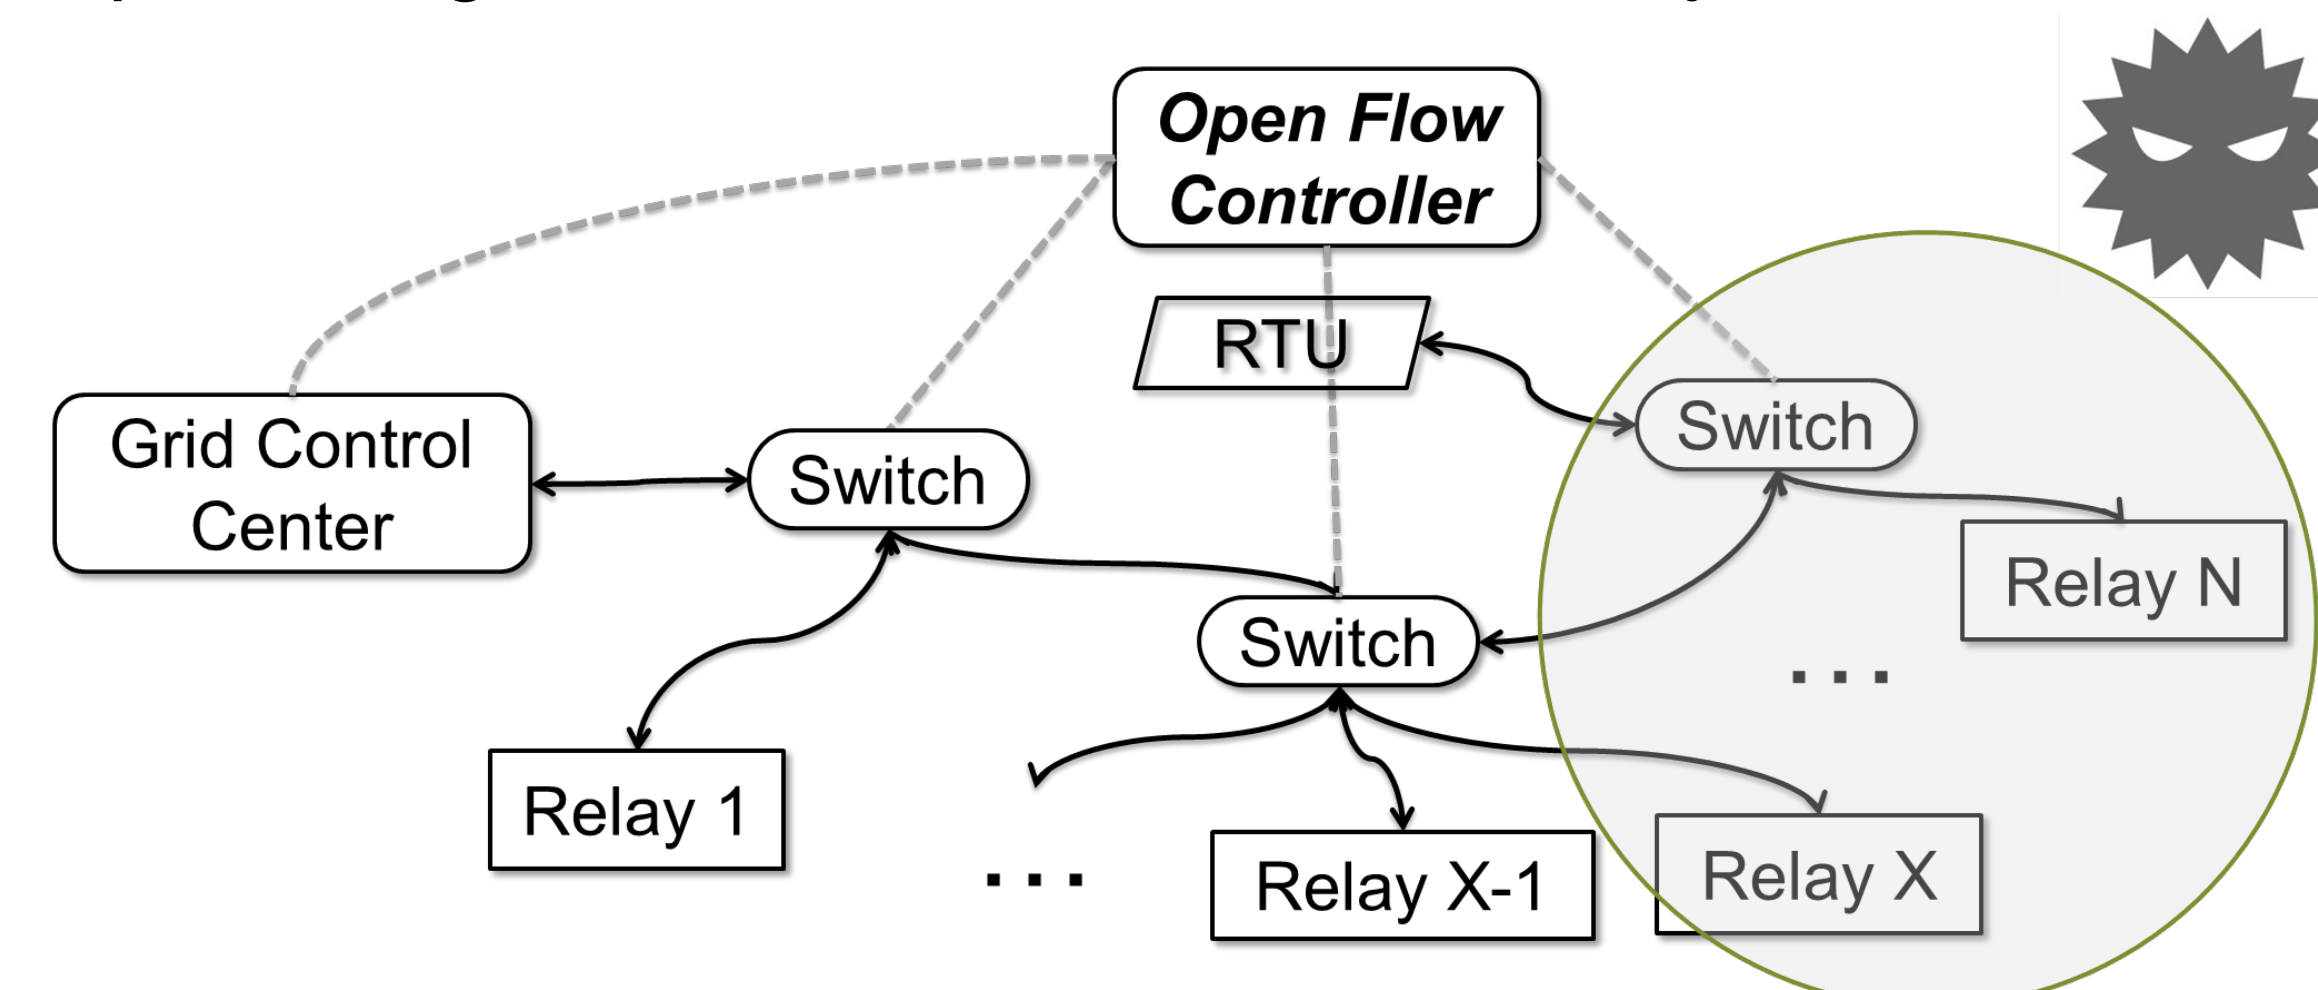 Open Flow
Controller
RTU
Grid Control
Center
Switch
Switch
Switch
Relay N
Relay 1
. . .
. . .
Relay X-1
Relay X